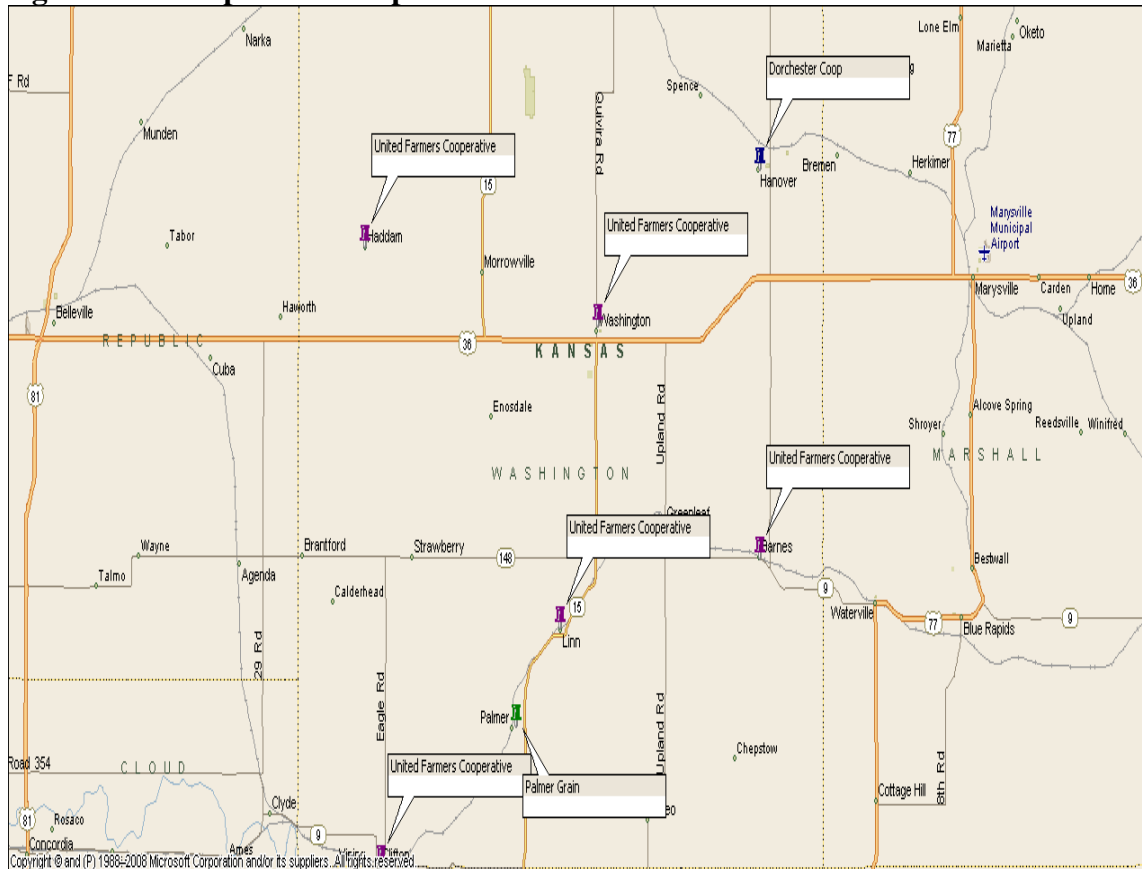 Narka
Lone Elm
Oketo
Marietta
Dorchester Coop
F Rd
Spence
Quivira Rd
Munden
77
United Farmers Cooperative
15
Hanover
Bremen
Herkimer
Marysville
Municipal
Airport
Haddam
United Farmers Cooperative
Tabor
Morrowville
Marysville
Carden
Home
36
Haworth
Belleville
Washington
Upland
REPUBLIC
36
KANSAS
Cuba
81
Upland Rd
Enosdale
Alcove Spring
Shroyer
Reedsville
Winifred
MARSHALL
United Farmers Cooperative
WASHINGTON
Greenleaf
United Farmers Cooperative
Barnes
Wayne
Brantford
Strawberry
148
Agenda
Bestwall
Talmo
Calderhead
9
15
Waterville
77
Blue Rapids
9
Linn
29 Rd
Eagle Rd
Palmer
Upland Rd
Chepstow
8th Rd
Road 354
CLOUD
United Farmers Cooperative
Palmer Grain
Cottage Hill
Clyde
81
Rosaco
9
Concordia
Ames
Vining
Clifton
Copyright © and (P) 1988–2008 Microsoft Corporation and/or its suppliers. All rights reserved.